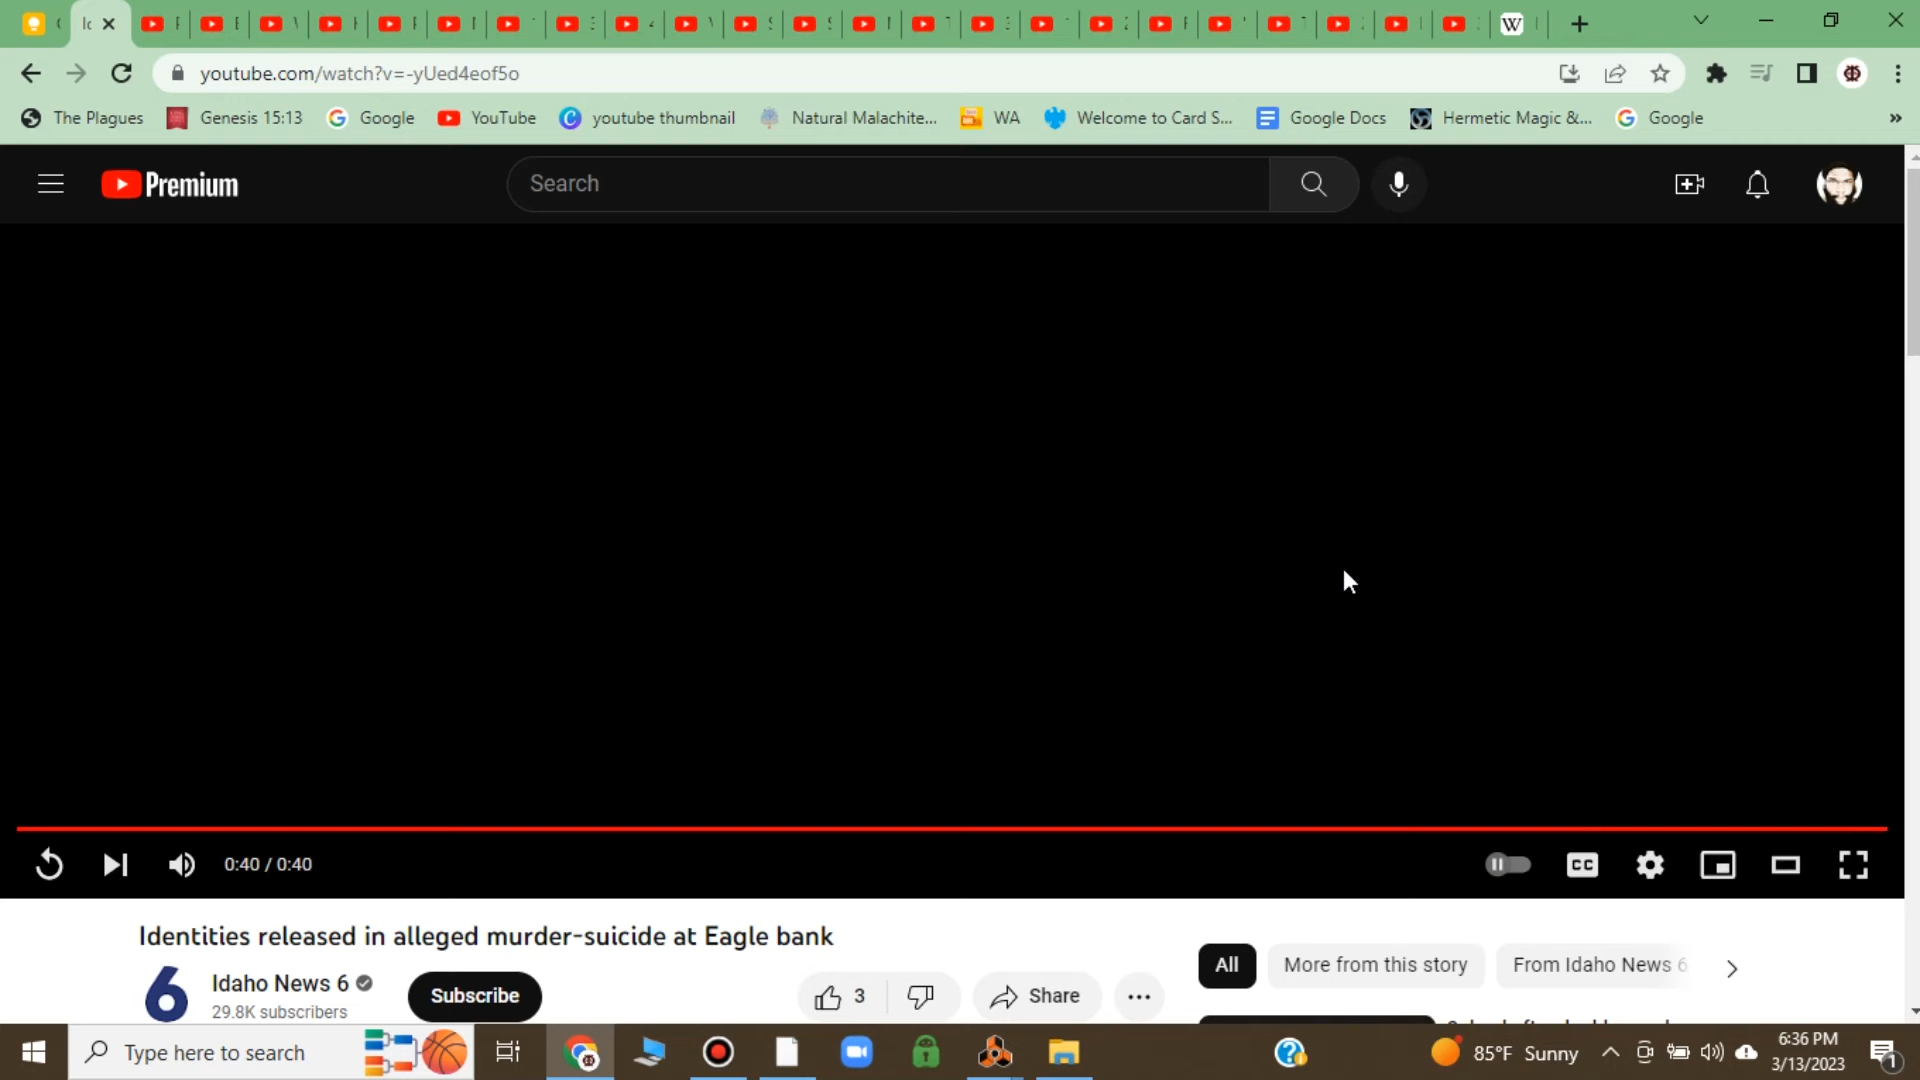 youtube.com/watch?v=-yUed4eof5o
The Plagues Genesis 15:13 Google YouTube youtube thumbnail Natural Malachite... WA Welcome to Card S... Google Docs Hermetic Magic &... Google »
Premium
Search
0:40 / 0:40
CC
Identities released in alleged murder-suicide at Eagle bank
6
Idaho News 6
29.8K subscribers
Subscribe
3
Share
All
More from this story
From Idaho News 6
Type here to search
85°F Sunny
6:36 PM
3/13/2023
1